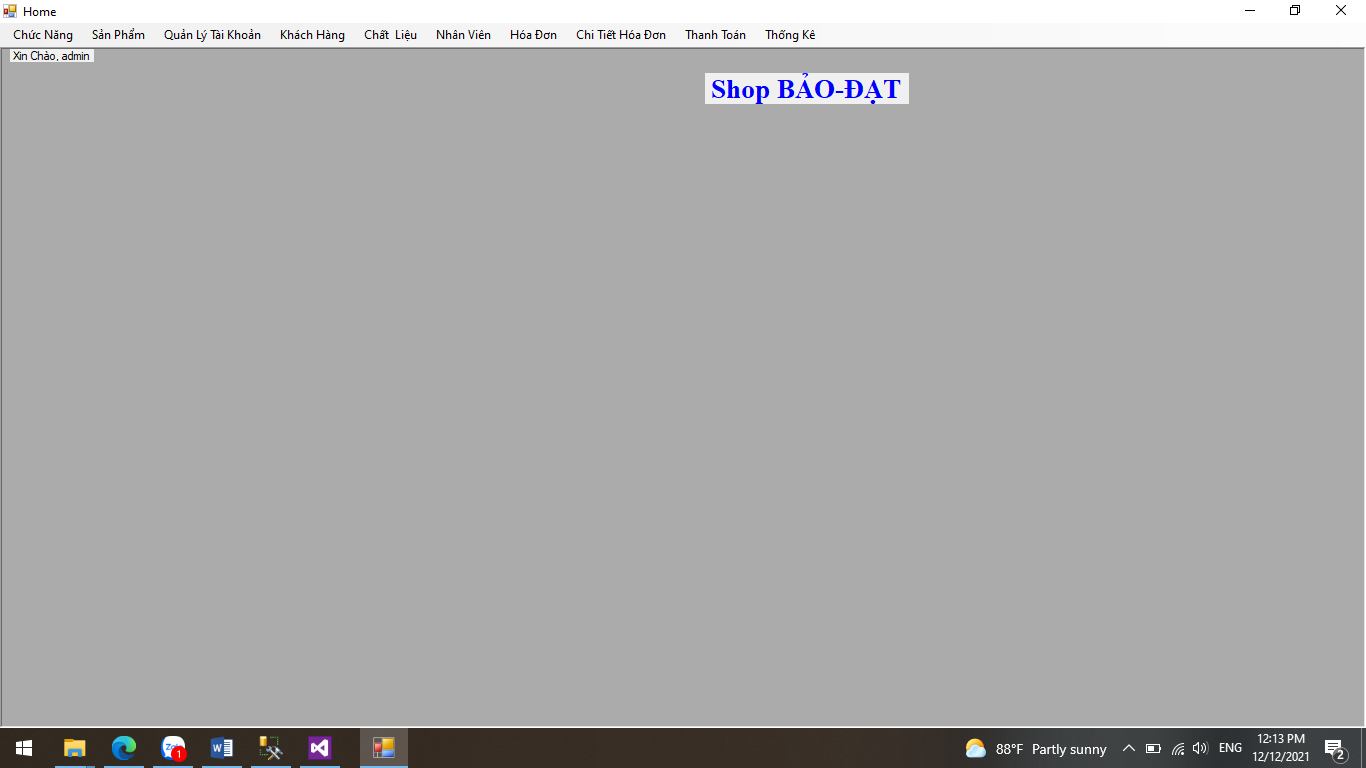 Home
Chức Năng Sản Phẩm Quản Lý Tài Khoản Khách Hàng Chất Liệu Nhân Viên Hóa Đơn Chi Tiết Hóa Đơn Thanh Toán Thống Kê
Xin Chào, admin
Shop BẢO-ĐẠT
88°F Partly sunny ENG 12:13 PM
12/12/2021
1
2